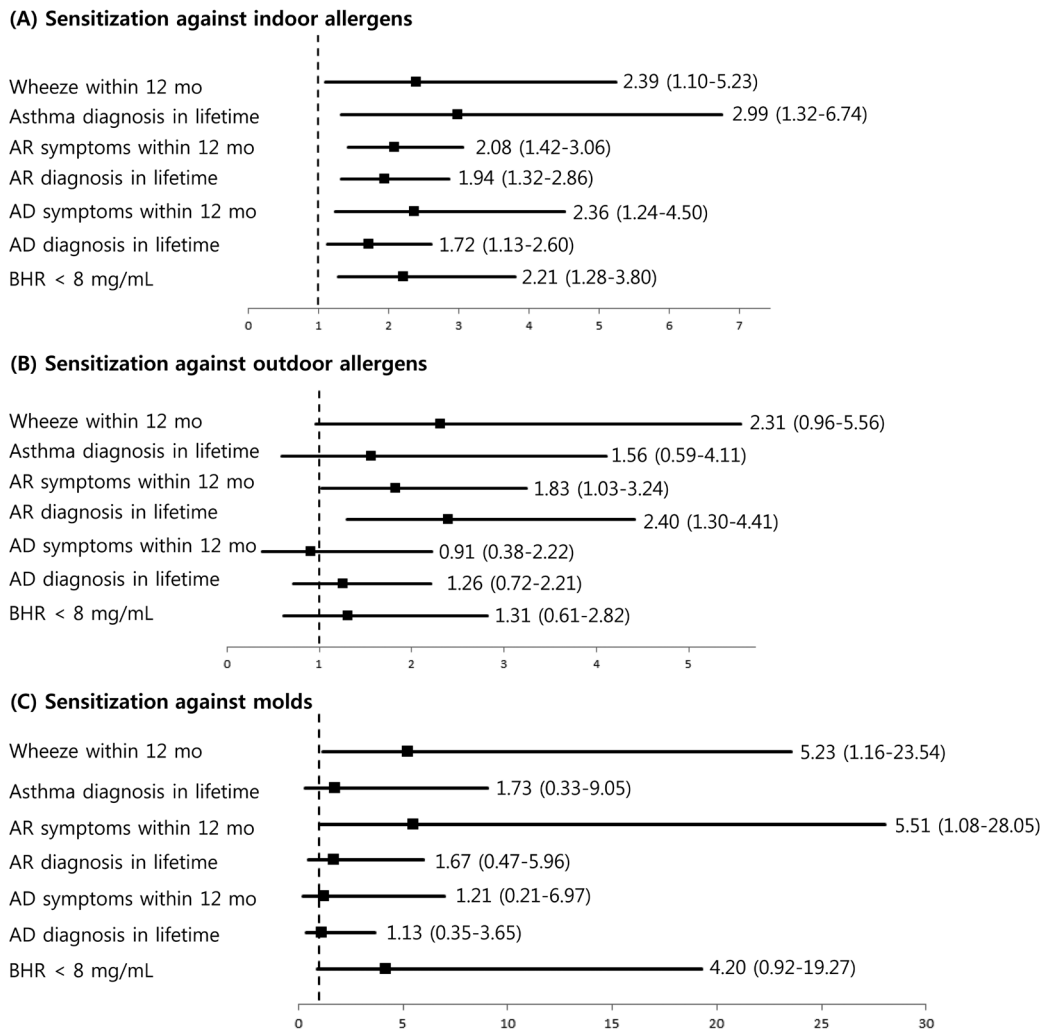 (A) Sensitization against indoor allergens
Wheeze within 12 mo 2.39 (1.10-5.23)
Asthma diagnosis in lifetime 2.99 (1.32-6.74)
AR symptoms within 12 mo 2.08 (1.42-3.06)
AR diagnosis in lifetime 1.94 (1.32-2.86)
AD symptoms within 12 mo 2.36 (1.24-4.50)
AD diagnosis in lifetime 1.72 (1.13-2.60)
BHR < 8 mg/mL 2.21 (1.28-3.80)
0 1 2 3 4 5 6 7
(B) Sensitization against outdoor allergens
Wheeze within 12 mo 2.31 (0.96-5.56)
Asthma diagnosis in lifetime 1.56 (0.59-4.11)
AR symptoms within 12 mo 1.83 (1.03-3.24)
AR diagnosis in lifetime 2.40 (1.30-4.41)
AD symptoms within 12 mo 0.91 (0.38-2.22)
AD diagnosis in lifetime 1.26 (0.72-2.21)
BHR < 8 mg/mL 1.31 (0.61-2.82)
0 1 2 3 4 5
(C) Sensitization against molds
Wheeze within 12 mo 5.23 (1.16-23.54)
Asthma diagnosis in lifetime 1.73 (0.33-9.05)
AR symptoms within 12 mo 5.51 (1.08-28.05)
AR diagnosis in lifetime 1.67 (0.47-5.96)
AD symptoms within 12 mo 1.21 (0.21-6.97)
AD diagnosis in lifetime 1.13 (0.35-3.65)
BHR < 8 mg/mL 4.20 (0.92-19.27)
0 5 10 15 20 25 30